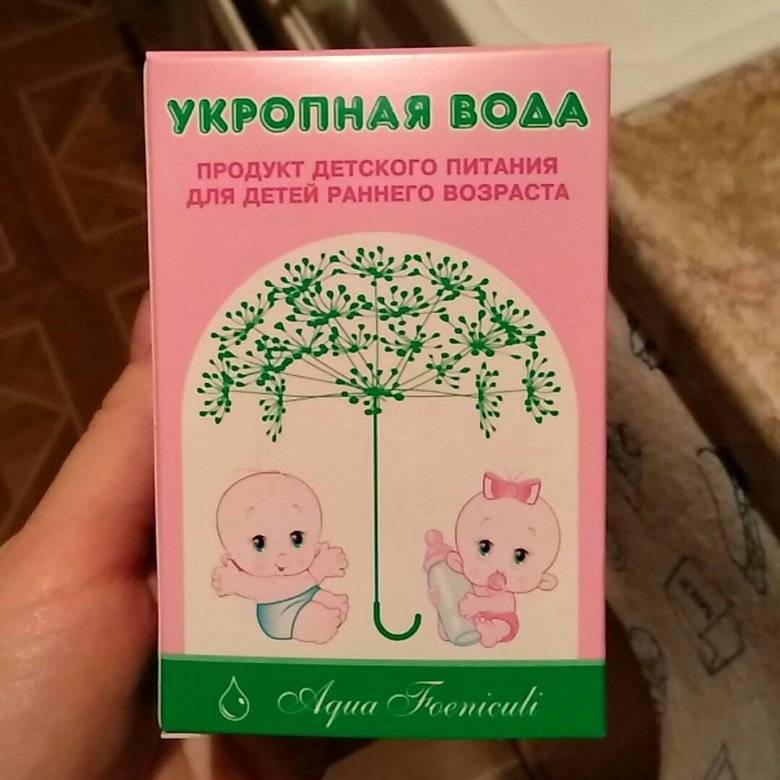 УКРОПНАЯ ВОДА
ПРОДУКТ ДЕТСКОГО ПИТАНИЯ
ДЛЯ ДЕТЕЙ РАННЕГО ВОЗРАСТА
Aqua Foeniculi